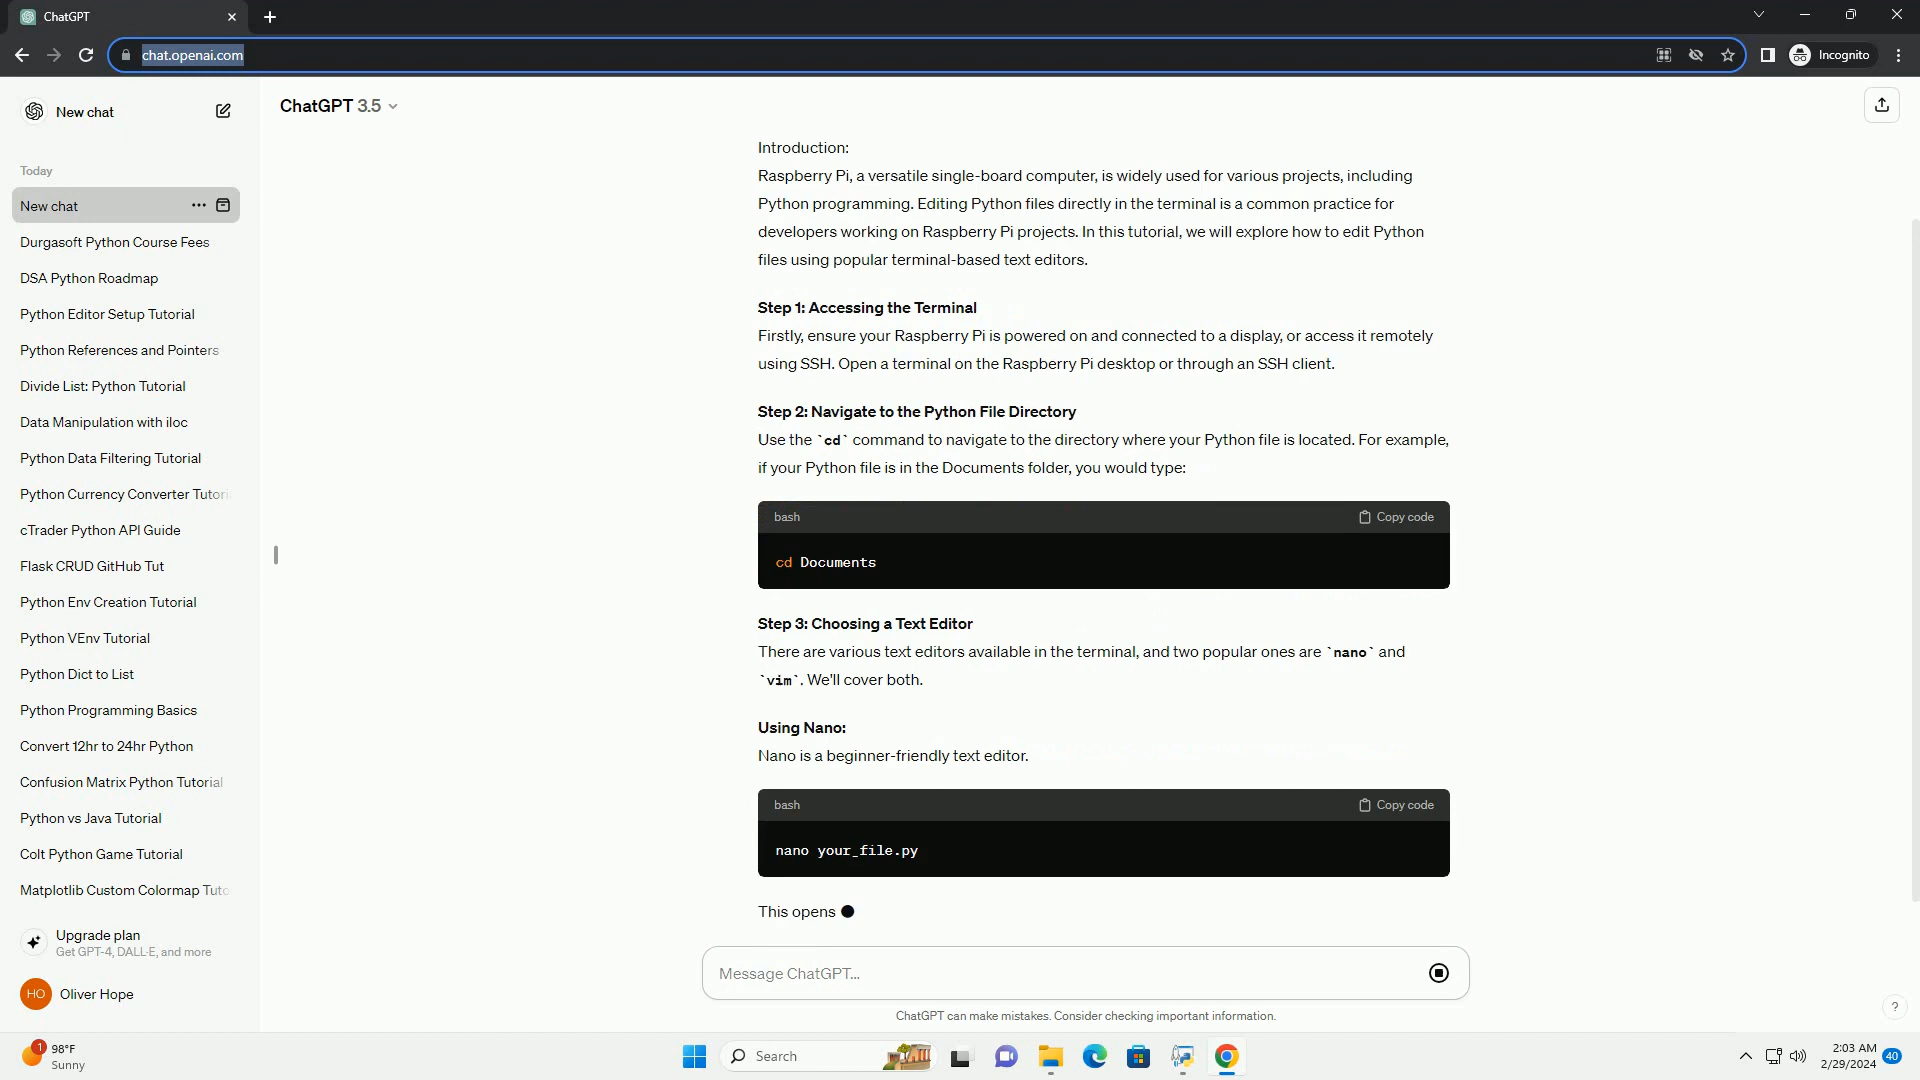 ChatGPT
chat.openai.com
Incognito
New chat
ChatGPT 3.5
Today
New chat
Durgasoft Python Course Fees
DSA Python Roadmap
Python Editor Setup Tutorial
Python References and Pointers
Divide List: Python Tutorial
Data Manipulation with iloc
Python Data Filtering Tutorial
Python Currency Converter Tutori
cTrader Python API Guide
Flask CRUD GitHub Tut
Python Env Creation Tutorial
Python VEnv Tutorial
Python Dict to List
Python Programming Basics
Convert 12hr to 24hr Python
Confusion Matrix Python Tutorial
Python vs Java Tutorial
Colt Python Game Tutorial
Matplotlib Custom Colormap Tuto
Upgrade plan
Get GPT-4, DALL·E, and more
HO
Oliver Hope
Introduction:
Raspberry Pi, a versatile single-board computer, is widely used for various projects, including
Python programming. Editing Python files directly in the terminal is a common practice for
developers working on Raspberry Pi projects. In this tutorial, we will explore how to edit Python
files using popular terminal-based text editors.
Step 1: Accessing the Terminal
Firstly, ensure your Raspberry Pi is powered on and connected to a display, or access it remotely
using SSH. Open a terminal on the Raspberry Pi desktop or through an SSH client.
Step 2: Navigate to the Python File Directory
Use the `cd` command to navigate to the directory where your Python file is located. For example,
if your Python file is in the Documents folder, you would type:
bash
Copy code
cd Documents
Step 3: Choosing a Text Editor
There are various text editors available in the terminal, and two popular ones are `nano` and
`vim`. We'll cover both.
Using Nano:
Nano is a beginner-friendly text editor.
bash
Copy code
nano your_file.py
This opens
Message ChatGPT...
ChatGPT can make mistakes. Consider checking important information.
?
1
98°F
Sunny
Search
2:03 AM
2/29/2024
40